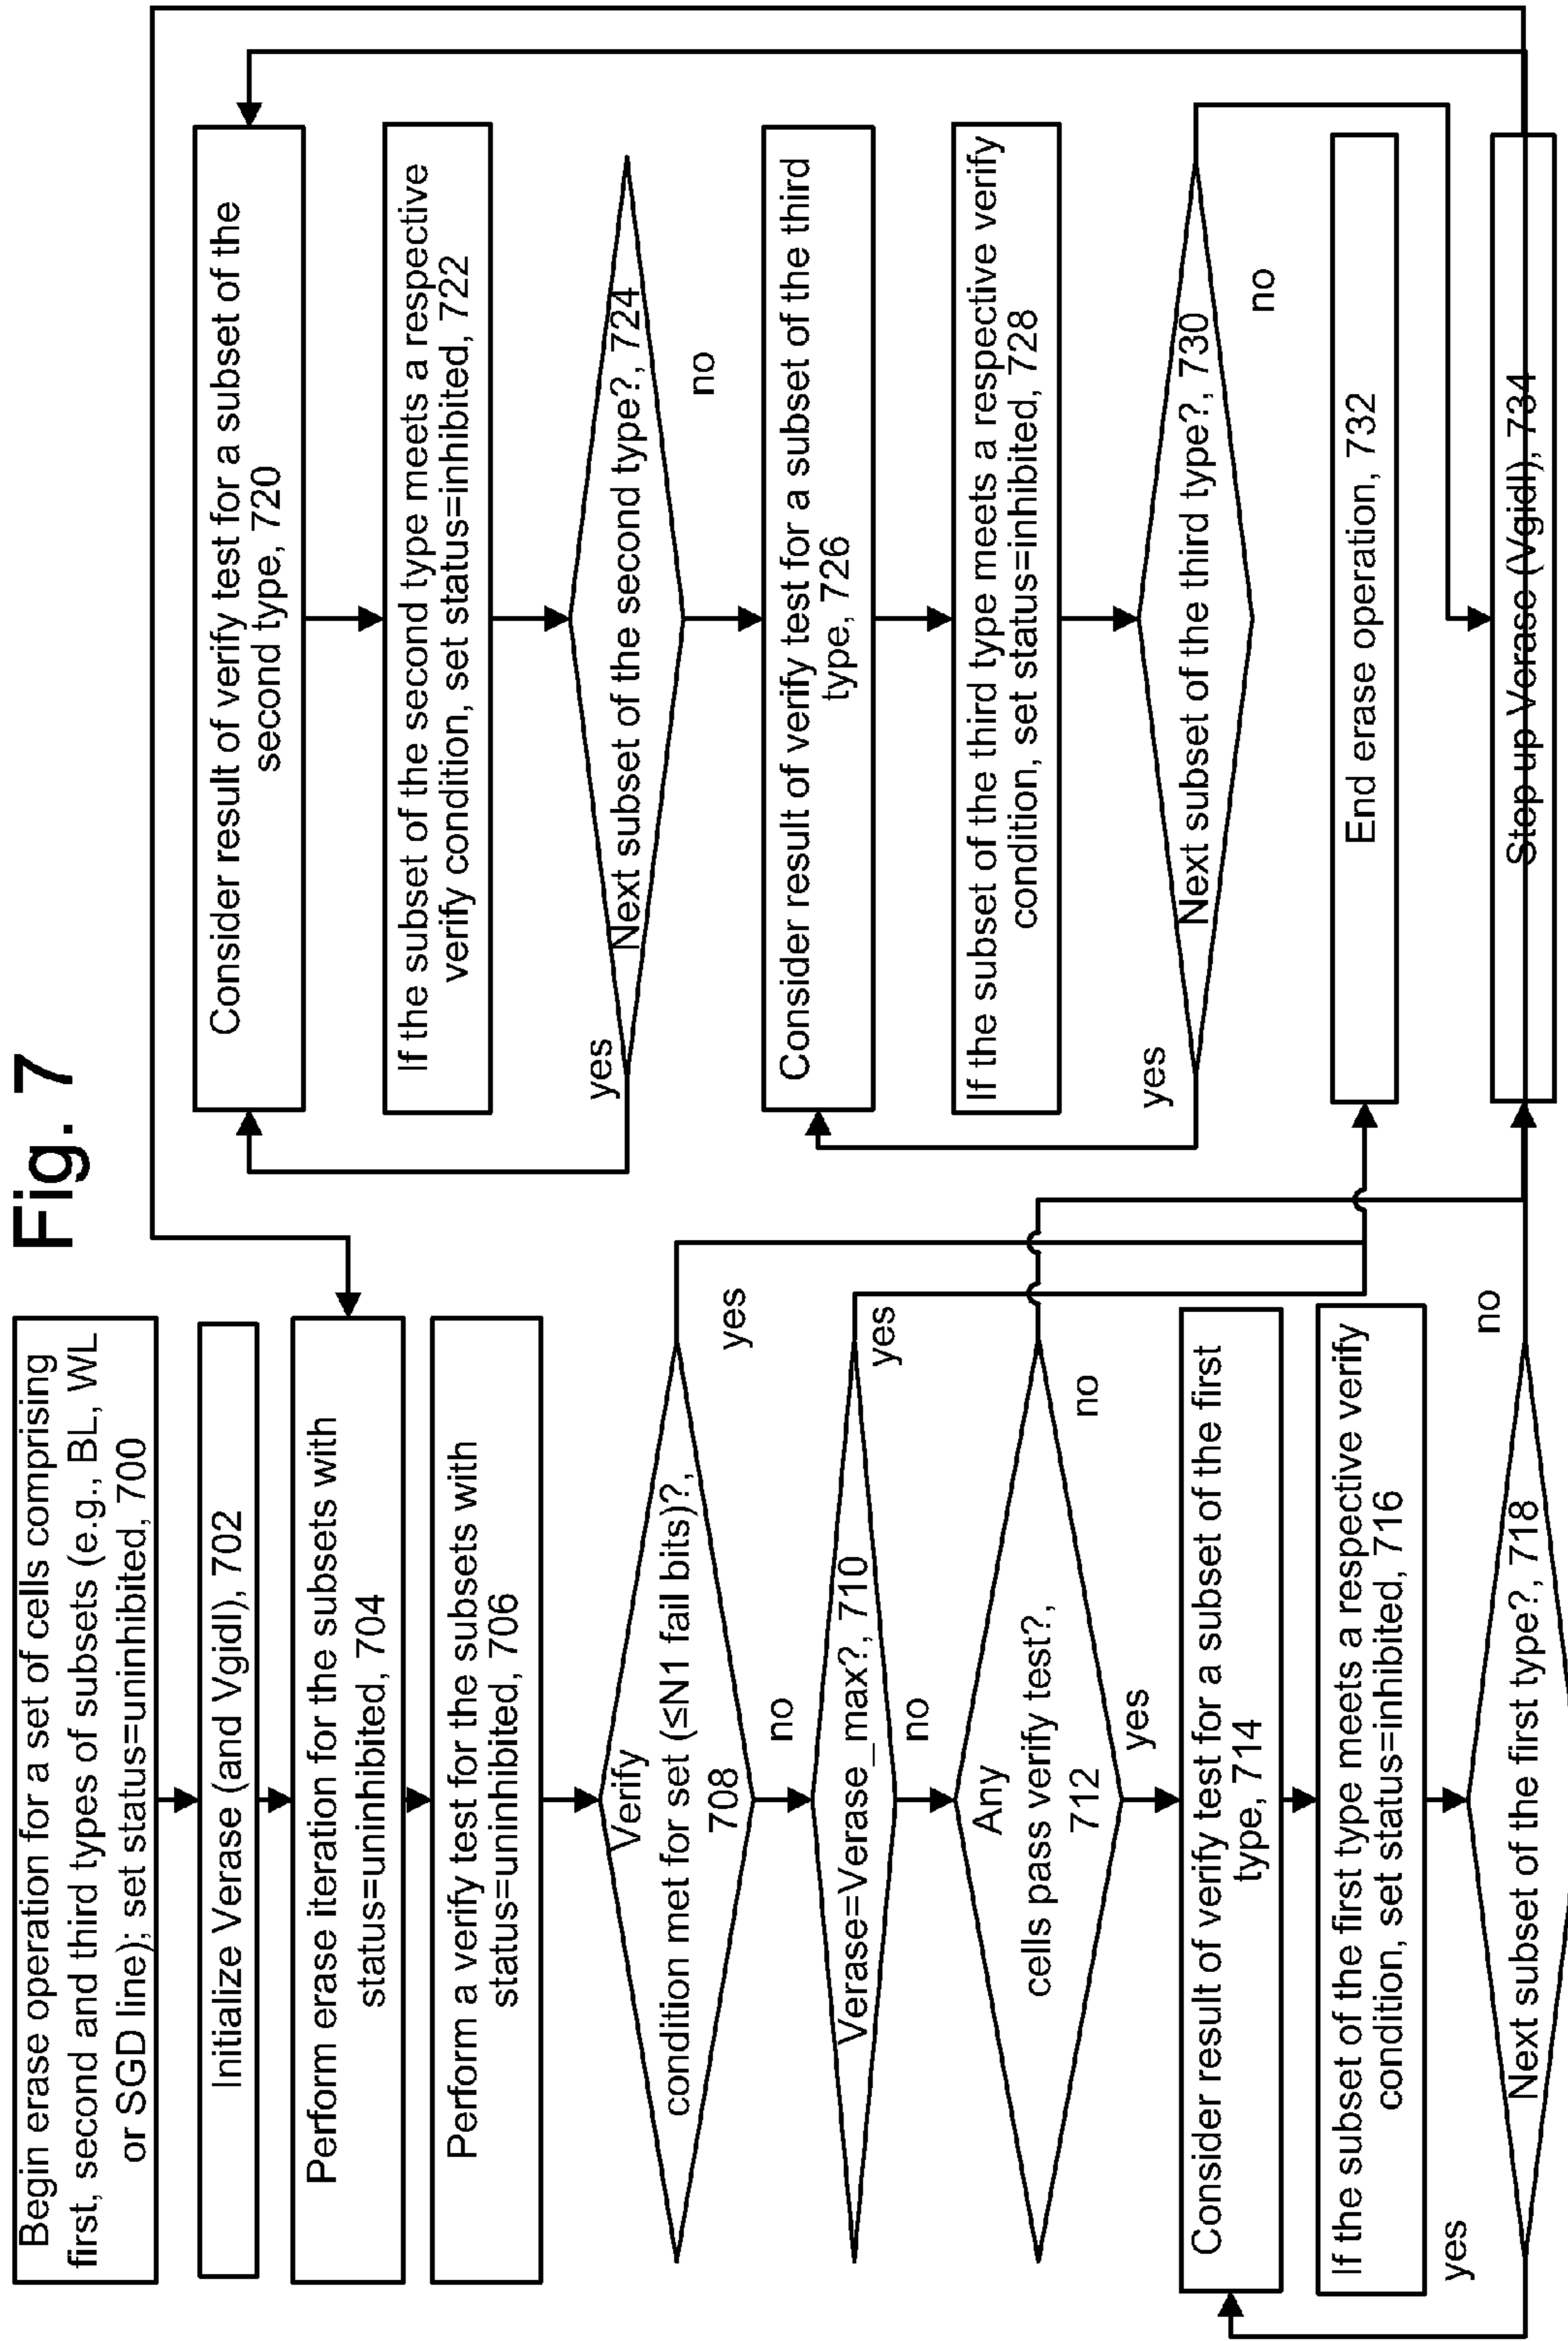 Fig. 7
Begin erase operation for a set of cells comprising
first, second and third types of subsets (e.g., BL, WL
or SGD line); set status=uninhibited, 700
Initialize Verase (and Vgidl), 702
Perform erase iteration for the subsets with
status=uninhibited, 704
Perform a verify test for the subsets with
status=uninhibited, 706
Verify
condition met for set (≤N1 fail bits)?,
708
yes
no
Verase=Verase_max?, 710
yes
no
Any
cells pass verify test?,
712
no
yes
Consider result of verify test for a subset of the first
type, 714
If the subset of the first type meets a respective verify
condition, set status=inhibited, 716
yes
no
Next subset of the first type?, 718
Consider result of verify test for a subset of the
second type, 720
If the subset of the second type meets a respective
verify condition, set status=inhibited, 722
yes
Next subset of the second type?, 724
no
Consider result of verify test for a subset of the third
type, 726
If the subset of the third type meets a respective verify
condition, set status=inhibited, 728
yes
Next subset of the third type?, 730
no
End erase operation, 732
Step up Verase (Vgidl), 734